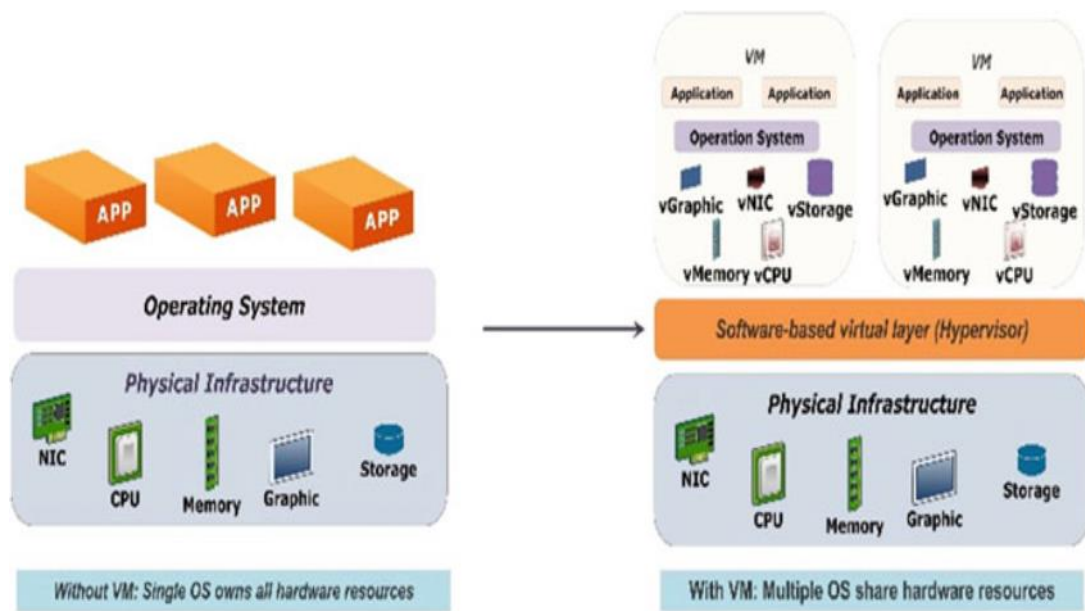 APP
APP
APP
Operating System
Physical Infrastructure
NIC
CPU
Memory
Graphic
Storage
Without VM: Single OS owns all hardware resources
VM
Application
Application
Operation System
vGraphic
vNIC
vStorage
vMemory
vCPU
VM
Application
Application
Operation System
vGraphic
vNIC
vStorage
vMemory
vCPU
Software-based virtual layer (Hypervisor)
Physical Infrastructure
NIC
CPU
Memory
Graphic
Storage
With VM: Multiple OS share hardware resources